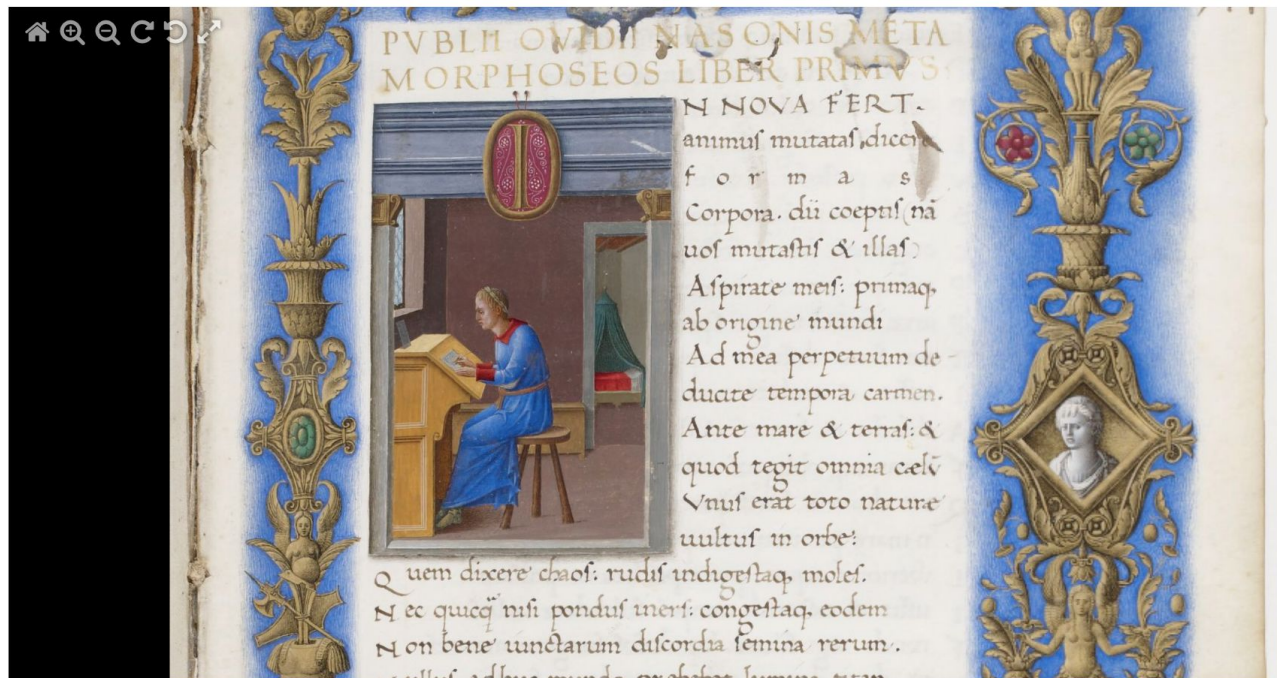 PVBLII OVIDII NASONIS META
MORPHOSEOS LIBER PRIMVS
IN NOVA FERT.
animus mutatas dicere
formas
Corpora. dii coeptis (nã
uos mutastis & illas)
Aspirate meis: primaq,
ab origine mundi
Ad mea perpetuum de-
ducite tempora carmen.
Ante mare & terras: &
quod tegit omnia cælũ
Vnus erat toto naturæ
uultus in orbe:
Quem dixere chaos: rudis indigestaq, moles.
Nec quicq̃ nisi pondus iners: congestaq, eodem
Non bene iunctarum discordia semina rerum.